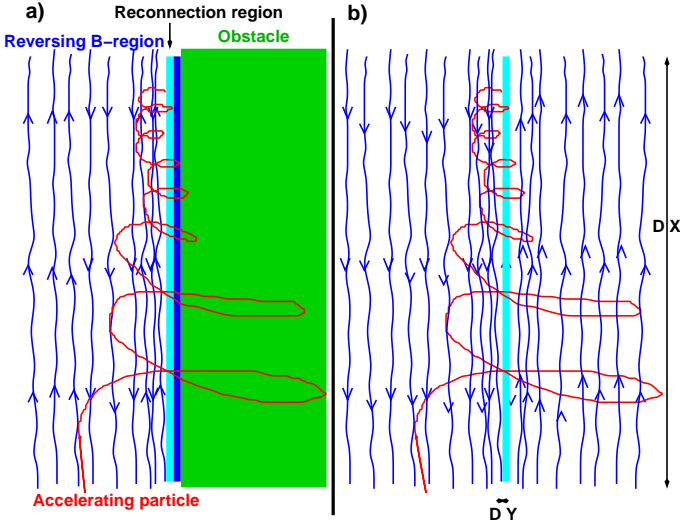 a)
Reconnection region
b)
Reversing B−region
Obstacle
D X
Accelerating particle
D Y